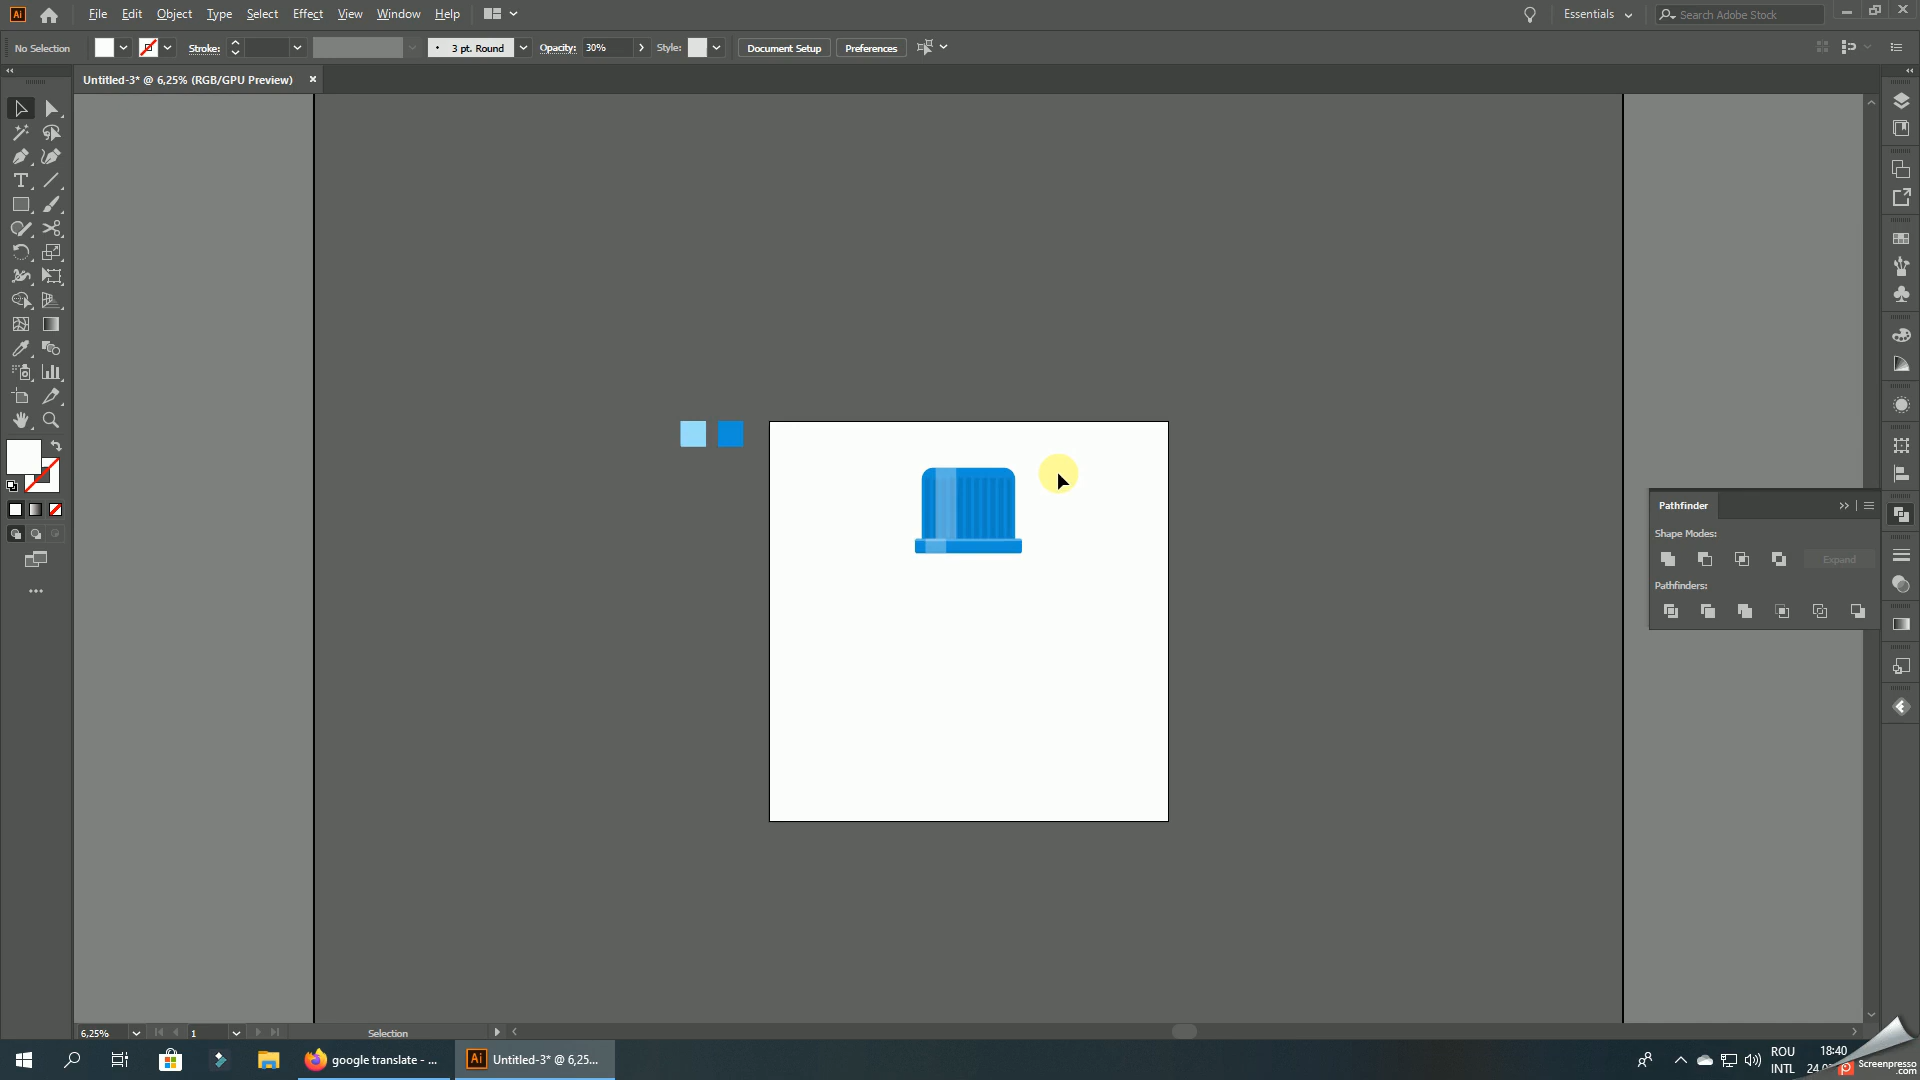 Ai File Edit Object Type Select Effect View Window Help Essentials Search Adobe Stock
No Selection Stroke: 3 pt. Round Opacity: 30% Style: Document Setup Preferences
Untitled-3* @ 6,25% (RGB/GPU Preview)
Pathfinder
Shape Modes:
Expand
Pathfinders:
6,25% 1 Selection
google translate - ... Ai Untitled-3* @ 6,25...
ROU
INTL
18:40
Screenpresso
.com